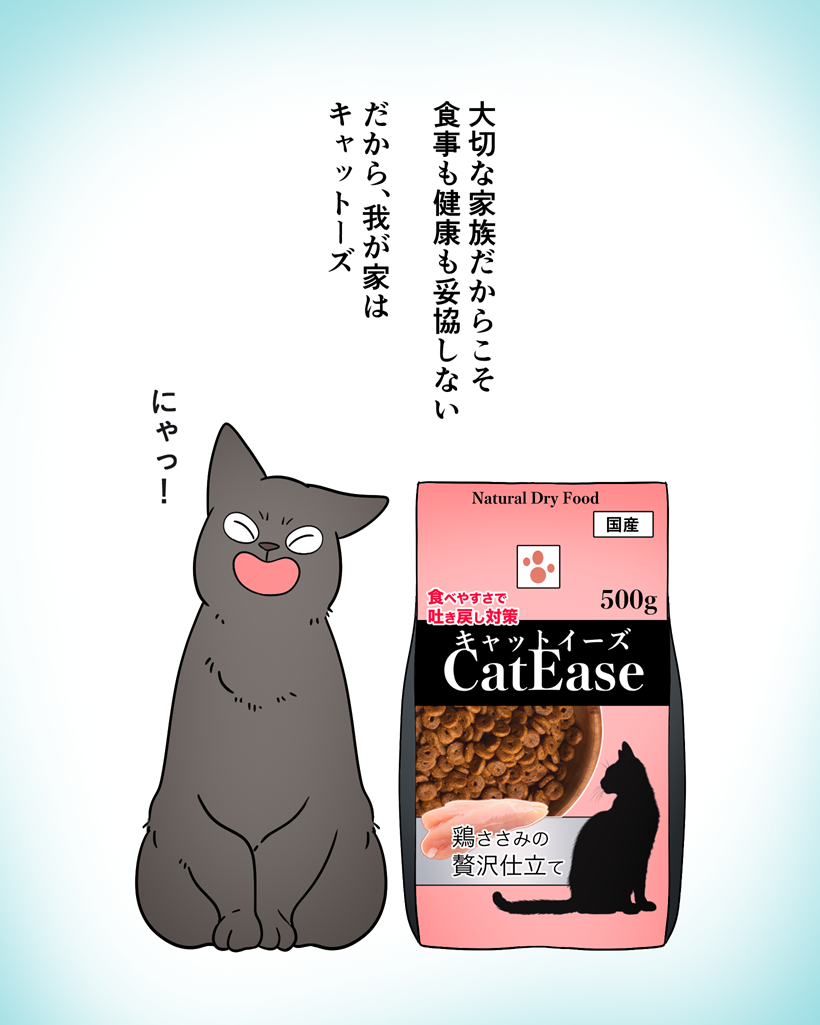 大切な家族だからこそ
食事も健康も妥協しない
だから、我が家は
キャットーズ
にゃっ！
Natural Dry Food
国産
500g
食べやすさで
吐き戻し対策
キャットイーズ
CatEase
鶏ささみの
贅沢仕立て